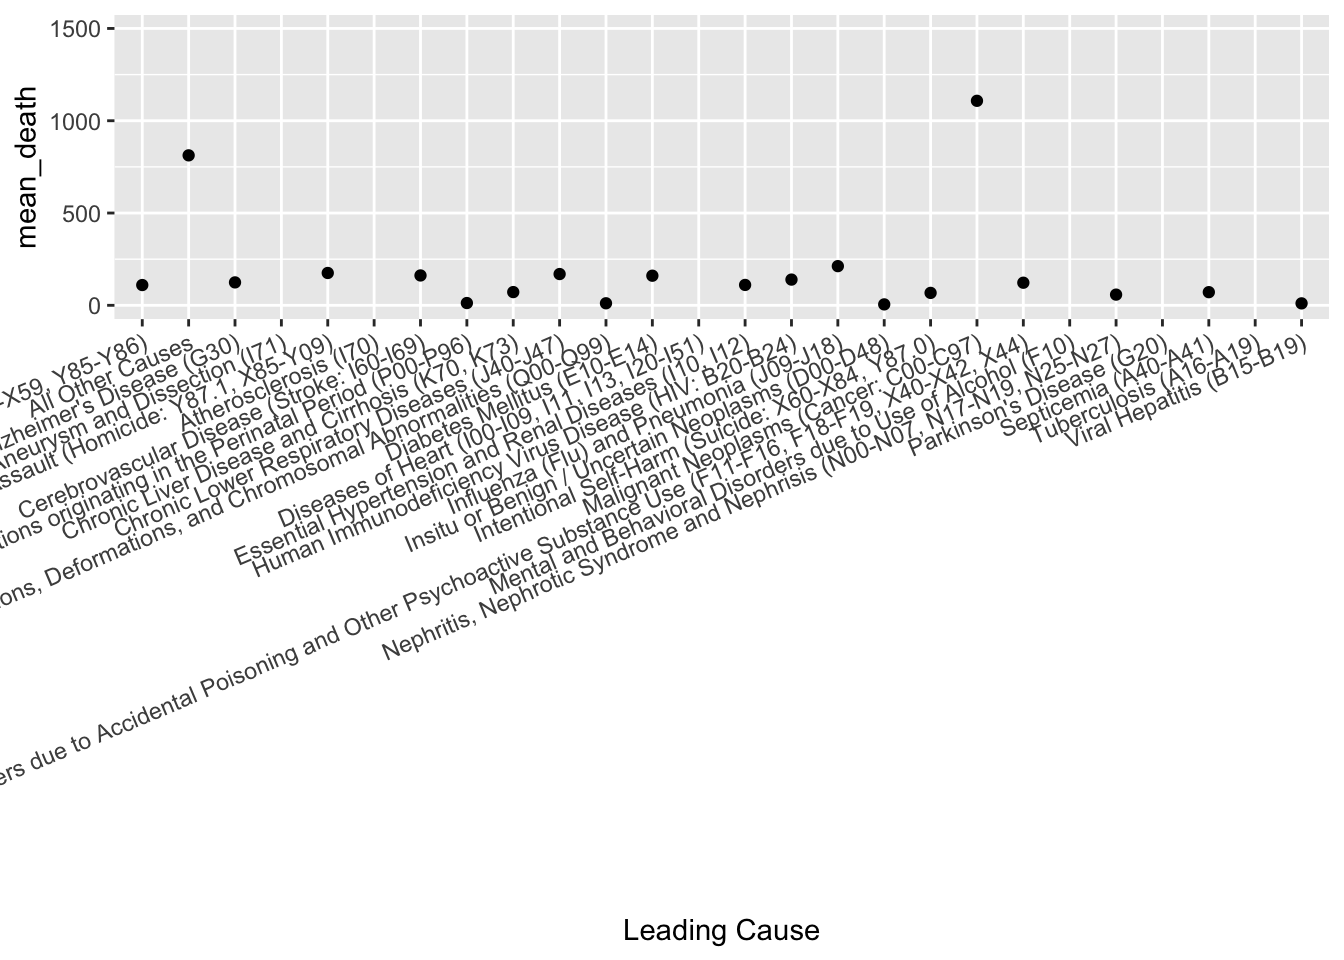 1500
1000
500
0
mean_death
-X59, Y85-Y86)
All Other Causes
zheimer's Disease (G30)
Aneurysm and Dissection (I71)
ssault (Homicide: Y87.1, X85-Y09)
Atherosclerosis (I70)
Cerebrovascular Disease (Stroke: I60-I69)
tions originating in the Perinatal Period (P00-P96)
Chronic Liver Disease and Cirrhosis (K70, K73)
Chronic Lower Respiratory Diseases (J40-J47)
ons, Deformations, and Chromosomal Abnormalities (Q00-Q99)
Diabetes Mellitus (E10-E14)
Diseases of Heart (I00-I09, I11, I13, I20-I51)
Essential Hypertension and Renal Diseases (I10, I12)
Human Immunodeficiency Virus Disease (HIV: B20-B24)
Influenza (Flu) and Pneumonia (J09-J18)
Insitu or Benign / Uncertain Neoplasms (D00-D48)
Intentional Self-Harm (Suicide: X60-X84, Y87.0)
Malignant Neoplasms (Cancer: C00-C97)
ers due to Accidental Poisoning and Other Psychoactive Substance Use (F11-F16, F18-F19, X40-X42, X44)
Mental and Behavioral Disorders due to Use of Alcohol (F10)
Nephritis, Nephrotic Syndrome and Nephrisis (N00-N07, N17-N19, N25-N27)
Parkinson's Disease (G20)
Septicemia (A40-A41)
Tuberculosis (A16-A19)
Viral Hepatitis (B15-B19)
Leading Cause